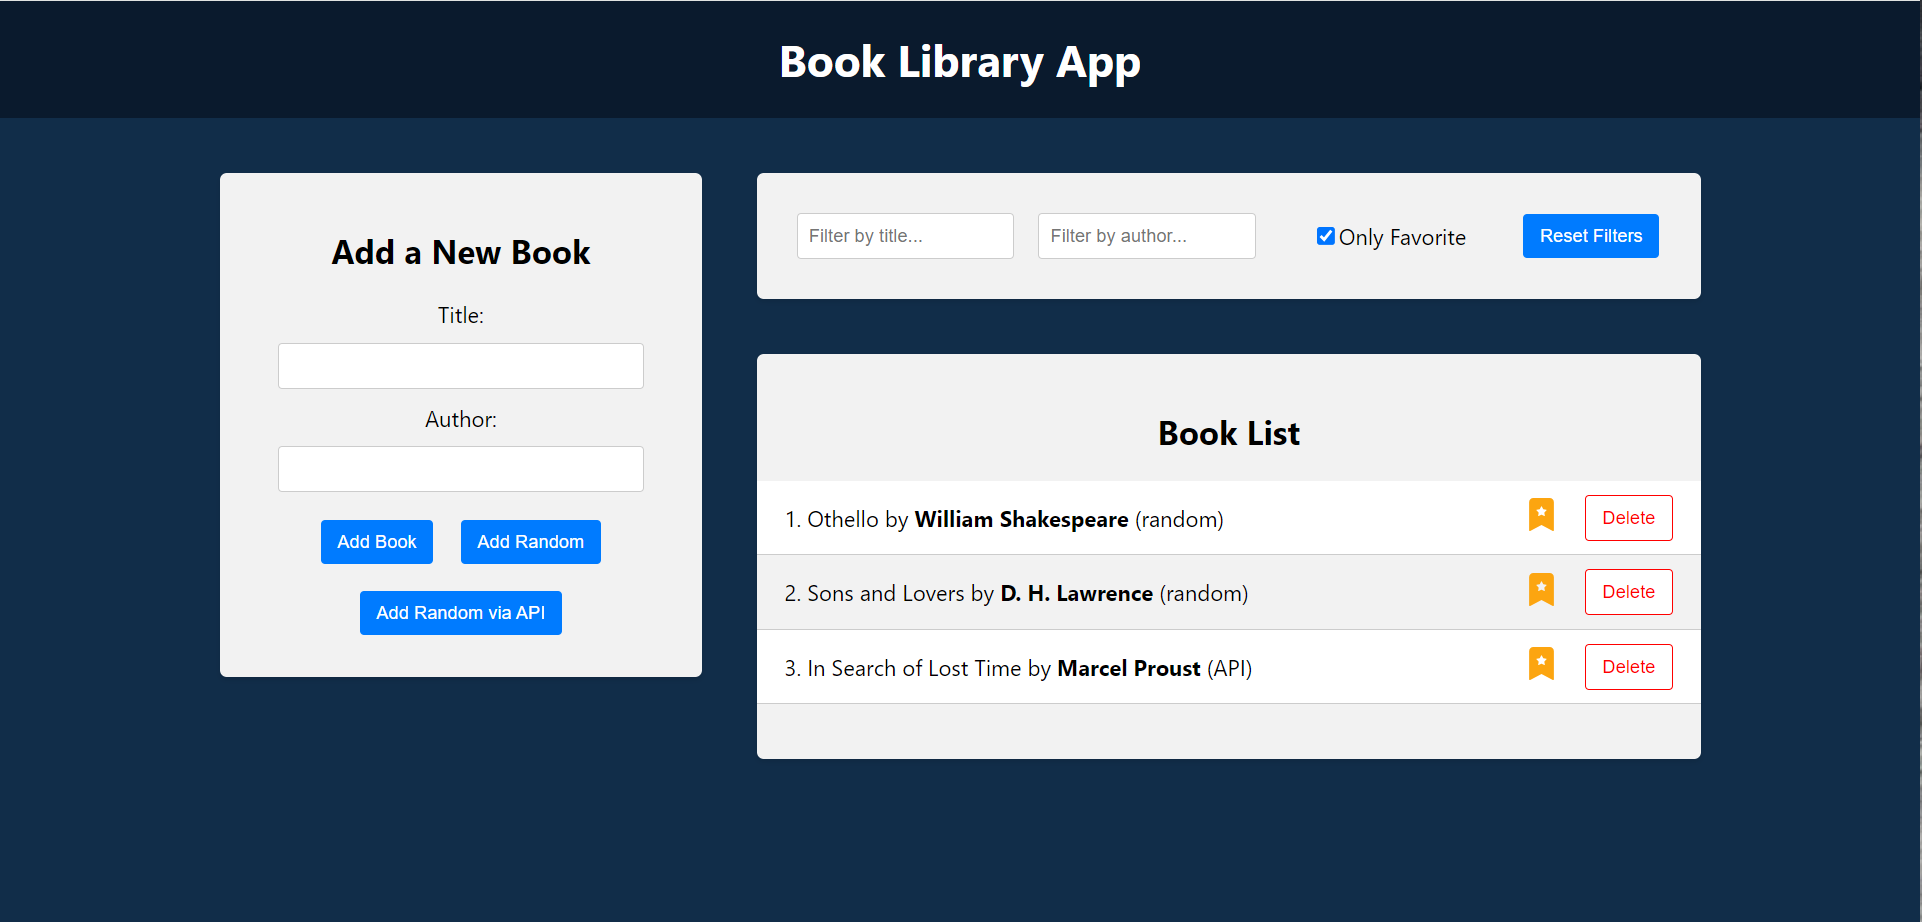 Book Library App
Add a New Book
Title:
Author:
Add Book
Add Random
Add Random via API
Filter by title...
Filter by author...
Only Favorite
Reset Filters
Book List
1. Othello by William Shakespeare (random)
Delete
2. Sons and Lovers by D. H. Lawrence (random)
Delete
3. In Search of Lost Time by Marcel Proust (API)
Delete